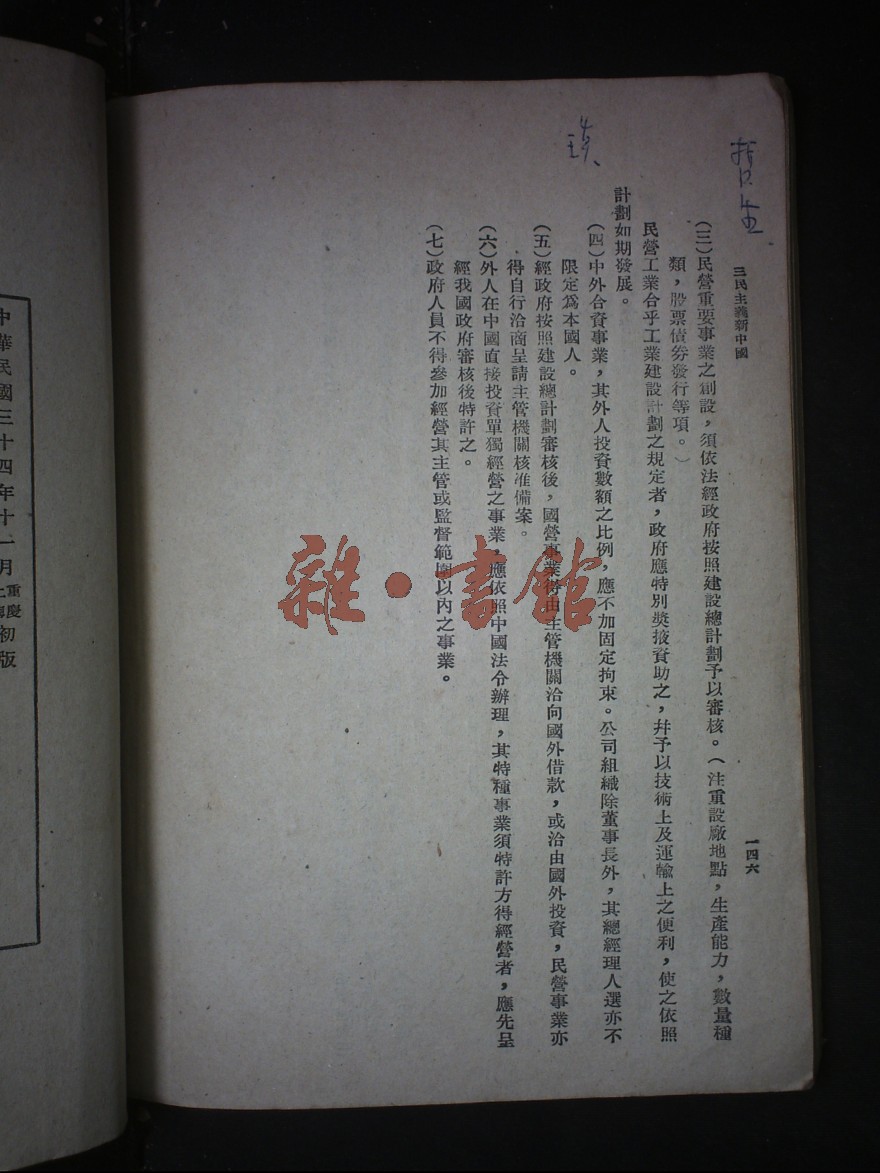 三民主義新中國
一四六
(三)民營重要事業之創設,須依法經政府按照建設總計劃予以審核。(注重設廠地點,生產能力,數量種
類,股票債券發行等項。)
民營工業合乎工業建設計劃之規定者,政府應特別獎掖資助之,幷予以技術上及運輸上之便利,使之依照
計劃如期發展。
(四)中外合資事業,其外人投資數額之比例,應不加固定拘束。公司組織除董事長外,其總經理人選亦不
限定爲本國人。
(五)經政府按照建設總計劃審核後,國營事業得由主管機關洽向國外借款,或洽由國外投資,民營事業亦
得自行洽商呈請主管機關核准備案。
(六)外人在中國直接投資單獨經營之事業,應依照中國法令辦理,其特種事業須特許方得經營者,應先呈
經我國政府審核後特許之。
(七)政府人員不得參加經營其主管或監督範圍以內之事業。
雜·書館
中華民國三十四年十一月重慶初版